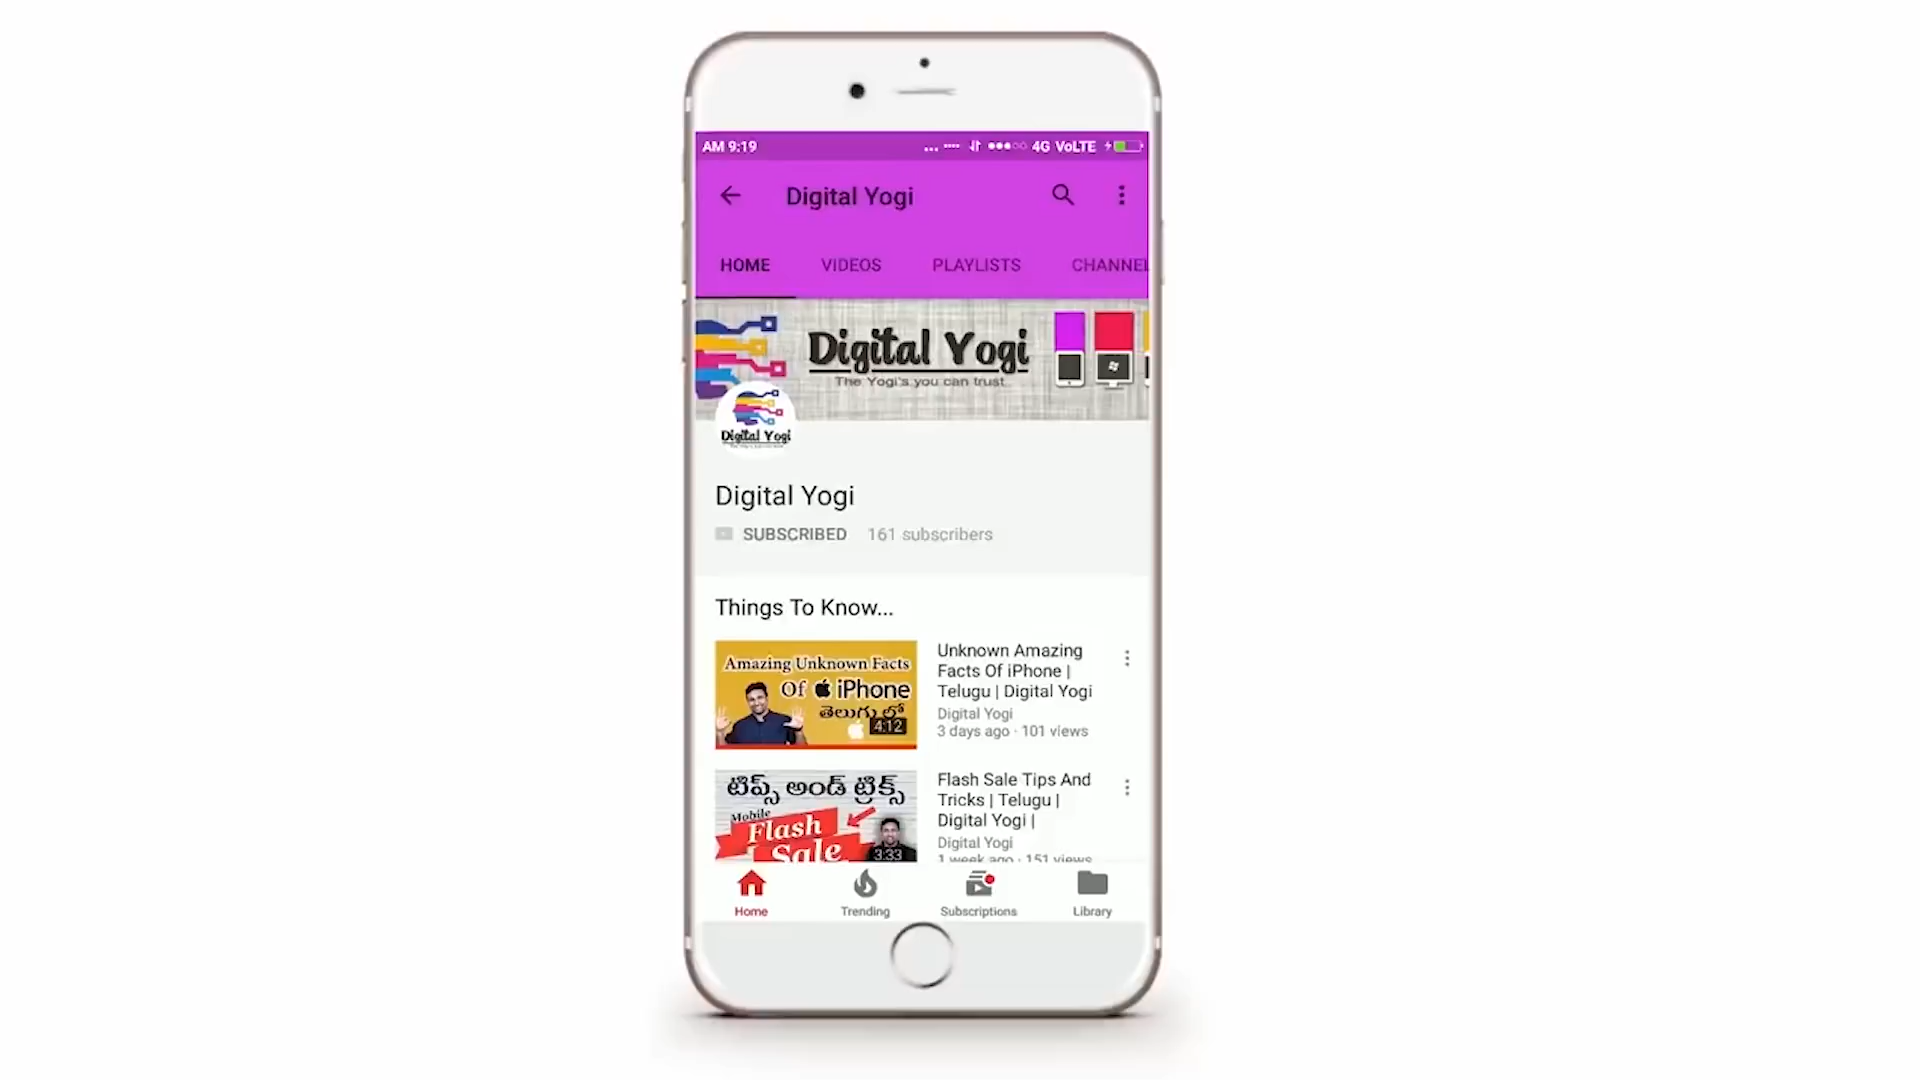 AM 9:19
4G VoLTE
Digital Yogi
HOME VIDEOS PLAYLISTS CHANNEL
Digital Yogi
The Yogi's you can trust
Digital Yogi
Digital Yogi
SUBSCRIBED 161 subscribers
Things To Know...
Amazing Unknown Facts
Of iPhone
తెలుగు లో
4:12
Unknown Amazing
Facts Of iPhone |
Telugu | Digital Yogi
Digital Yogi
3 days ago · 101 views
టిప్స్ అండ్ ట్రిక్స్
Mobile
Flash
Sale
3:33
Flash Sale Tips And
Tricks | Telugu |
Digital Yogi |
Digital Yogi
1 week ago · 151 views
Home Trending Subscriptions Library